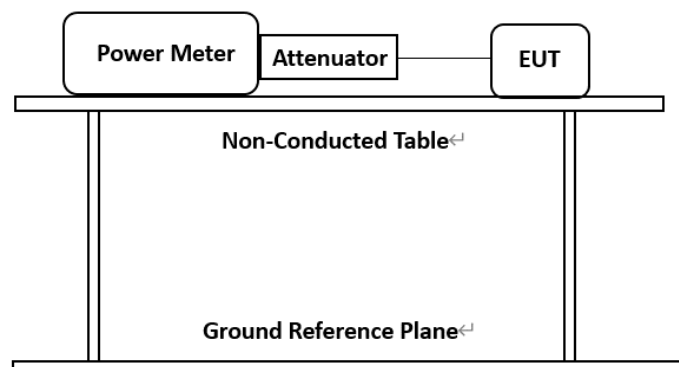 Power Meter
Attenuator
EUT
Non-Conducted Table↵
Ground Reference Plane↵